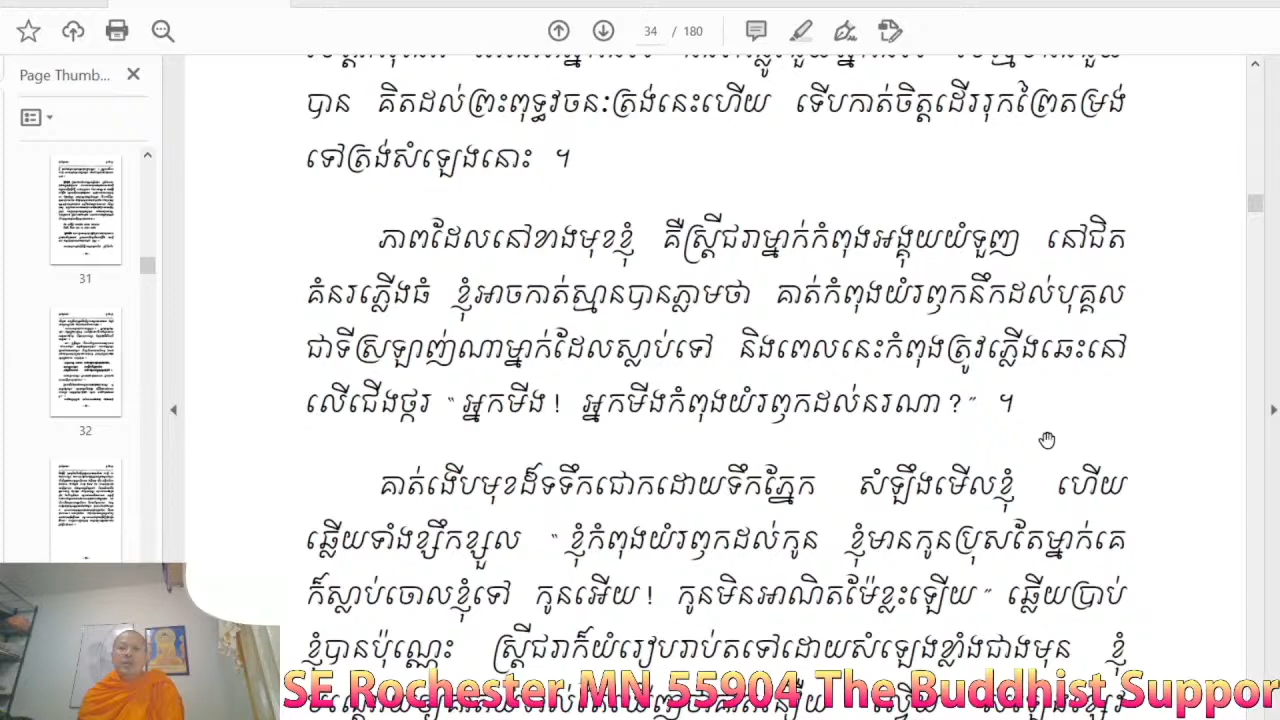 34 / 180
Page Thumb...
បាន គិតដល់ព្រះពុទ្ធវចនៈត្រង់នេះហើយ ទើបកាត់ចិត្តដើររុកព្រៃតម្រង់
ទៅត្រង់សំឡេងនោះ ។
ភាពដែលនៅខាងមុខខ្ញុំ គឺស្ត្រីជរាម្នាក់កំពុងអង្គុយយំទួញ នៅជិត
គំនរភ្លើងធំ ខ្ញុំអាចកាត់ស្មានបានភ្លាមថា គាត់កំពុងយំរឭកនឹកដល់បុគ្គល
ជាទីស្រឡាញ់ណាម្នាក់ដែលស្លាប់ទៅ និងពេលនេះកំពុងត្រូវភ្លើងឆេះនៅ
លើជើងថ្ករ “ អ្នកមីង ! អ្នកមីងកំពុងយំរឭកដល់នរណា ? ” ។
គាត់ងើបមុខដ៏ទទឹកជោកដោយទឹកភ្នែក សំឡឹងមើលខ្ញុំ ហើយ
ឆ្លើយទាំងខ្សឹកខ្សួល “ ខ្ញុំកំពុងយំរឭកដល់កូន ខ្ញុំមានកូនប្រុសតែម្នាក់គេ
ក៏ស្លាប់ចោលខ្ញុំទៅ កូនអើយ ! កូនមិនអាណិតម៉ែខ្លះឡើយ ” ឆ្លើយប្រាប់
ខ្ញុំបានប៉ុណ្ណេះ ស្ត្រីជរាក៏យំរៀបរាប់តទៅដោយសំឡេងខ្លាំងជាងមុន ខ្ញុំ
31
32
SE Rochester MN 55904 The Buddhist Suppor